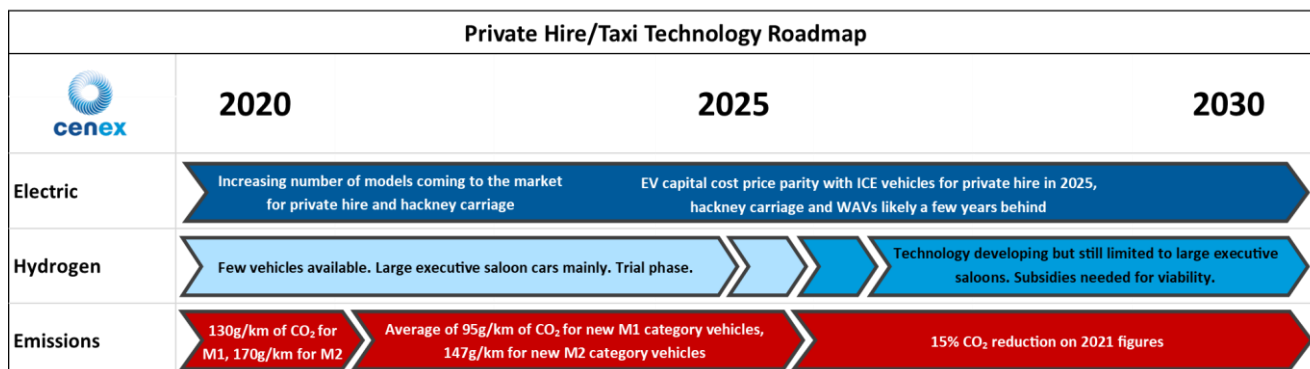 Private Hire/Taxi Technology Roadmap
cenex
2020
2025
2030
Electric
Increasing number of models coming to the market
for private hire and hackney carriage
EV capital cost price parity with ICE vehicles for private hire in 2025,
hackney carriage and WAVs likely a few years behind
Hydrogen
Few vehicles available. Large executive saloon cars mainly. Trial phase.
Technology developing but still limited to large executive
saloons. Subsidies needed for viability.
Emissions
130g/km of CO₂ for
M1, 170g/km for M2
Average of 95g/km of CO₂ for new M1 category vehicles,
147g/km for new M2 category vehicles
15% CO₂ reduction on 2021 figures